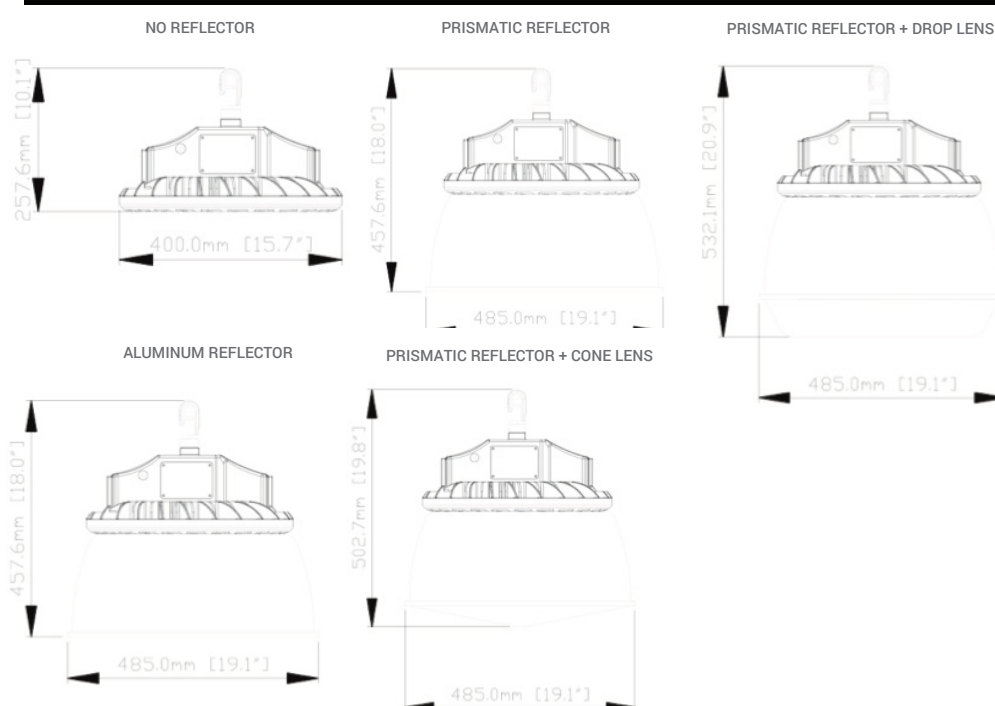 NO REFLECTOR
257.6mm [10.1"]
400.0mm [15.7"]
PRISMATIC REFLECTOR
457.6mm [18.0"]
485.0mm [19.1"]
PRISMATIC REFLECTOR + DROP LENS
532.1mm [20.9"]
485.0mm [19.1"]
ALUMINUM REFLECTOR
457.6mm [18.0"]
485.0mm [19.1"]
PRISMATIC REFLECTOR + CONE LENS
502.7mm [19.8"]
485.0mm [19.1"]